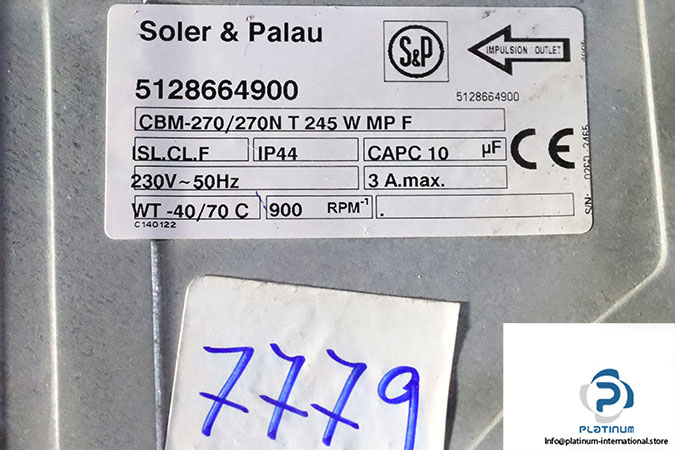 Soler & Palau
S&P
IMPULSION OUTLET
5128664900
5128664900
CBM-270/270N T 245 W MP F
ISL.CL.F IP44 CAPC 10 µF
CE
230V~50Hz 3 A.max.
WT -40/70 C 900 RPM-1 .
C140122
S/N:
7779
PLATINUM
Info@platinum-international.store